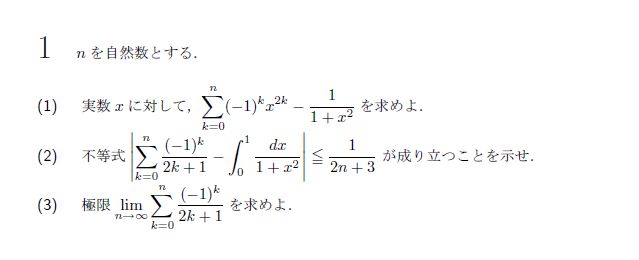 1 nを自然数とする.
(1) 実数 x に対して, $\sum_{k=0}^{n}(-1)^k x^{2k} - \frac{1}{1+x^2}$ を求めよ.
(2) 不等式 $\left|\sum_{k=0}^{n}\frac{(-1)^k}{2k+1} - \int_0^1 \frac{dx}{1+x^2}\right| \leqq \frac{1}{2n+3}$ が成り立つことを示せ.
(3) 極限 $\lim_{n\to\infty}\sum_{k=0}^{n}\frac{(-1)^k}{2k+1}$ を求めよ.